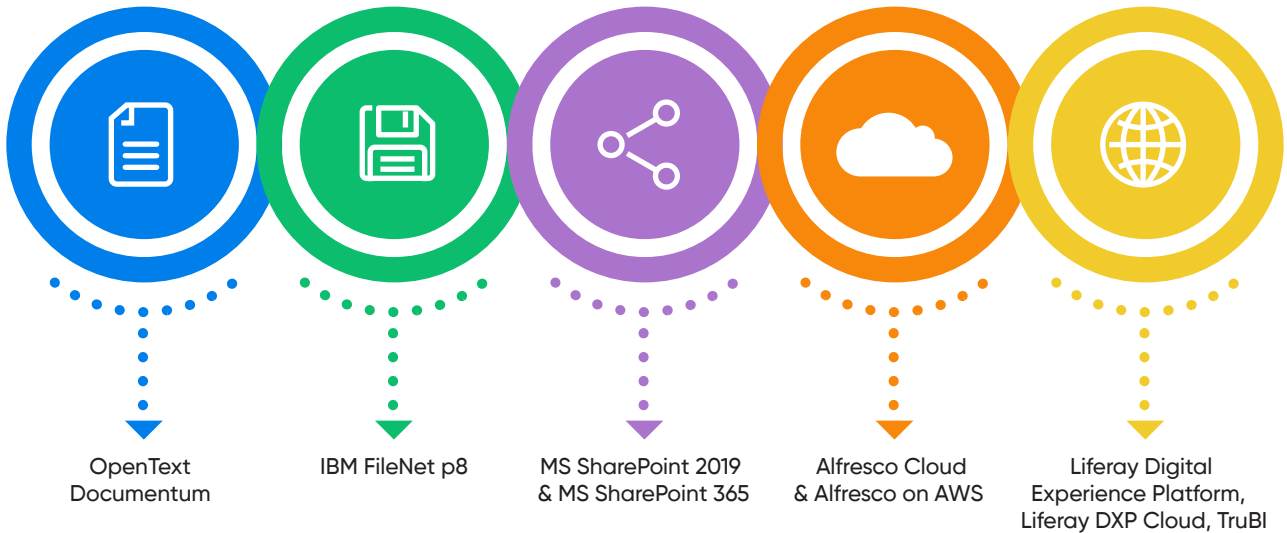 OpenText
Documentum
IBM FileNet p8
MS SharePoint 2019
& MS SharePoint 365
Alfresco Cloud
& Alfresco on AWS
Liferay Digital
Experience Platform,
Liferay DXP Cloud, TruBI